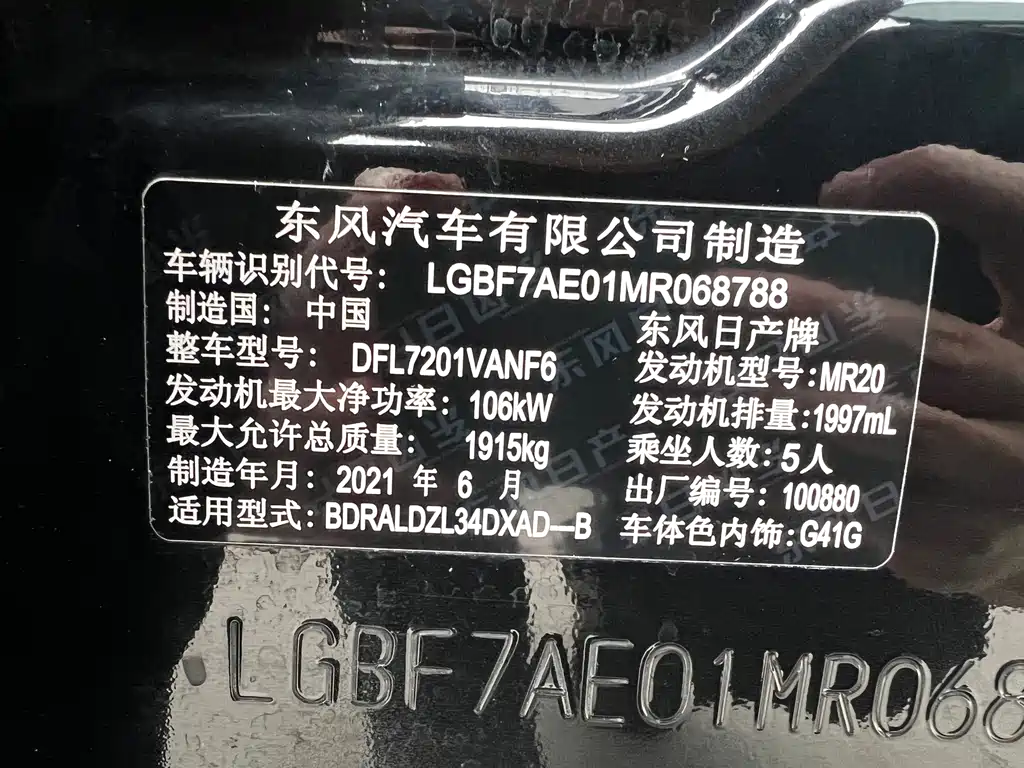 东风汽车有限公司制造
车辆识别代号: LGBF7AE01MR068788
制造国: 中国 东风日产牌
整车型号: DFL7201VANF6 发动机型号:MR20
发动机最大净功率: 106kW 发动机排量:1997mL
最大允许总质量: 1915kg 乘坐人数:5人
制造年月: 2021 年 6 月 出厂编号: 100880
适用型式: BDRALDZL34DXAD—B 车体色内饰:G41G
LGBF7AE01MR068